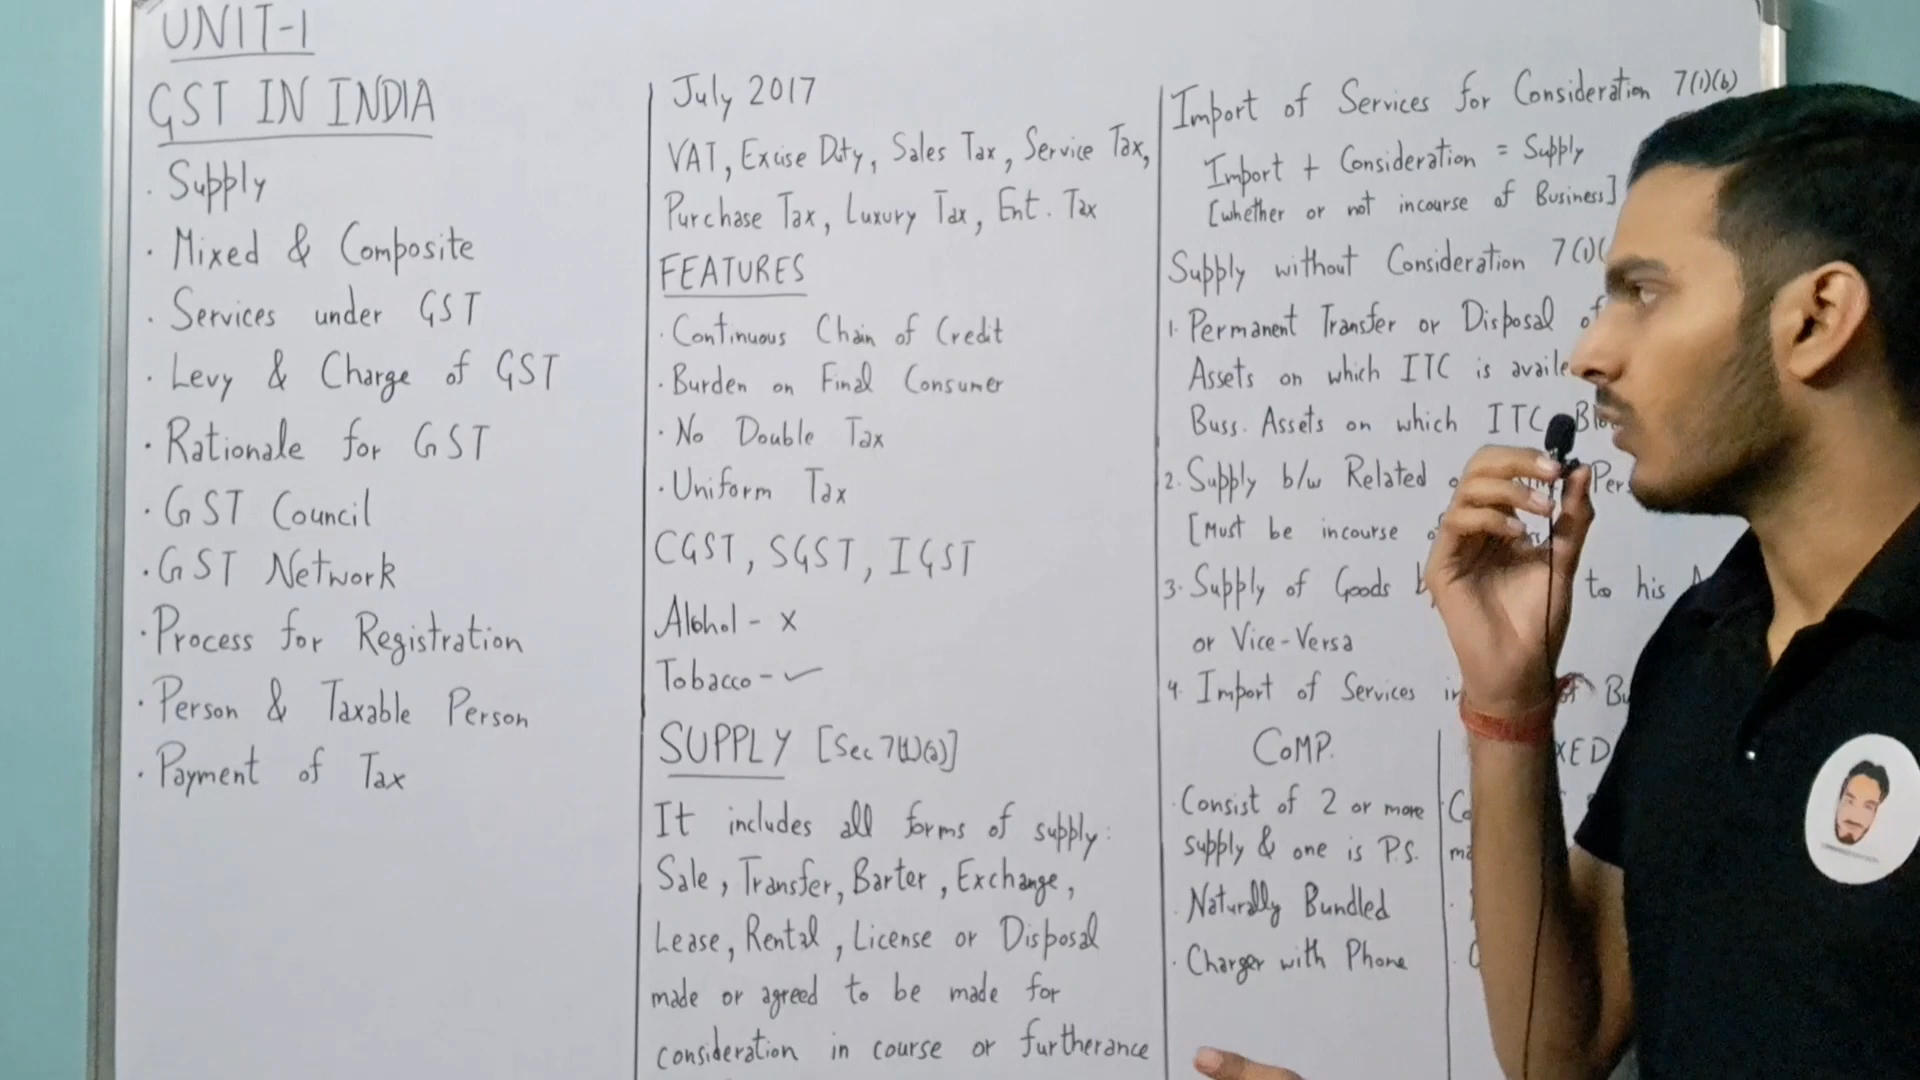 UNIT-1
GST IN INDIA
· Supply
· Mixed & Composite
· Services under GST
· Levy & Charge of GST
· Rationale for GST
· GST Council
· GST Network
· Process for Registration
· Person & Taxable Person
· Payment of Tax
July 2017
VAT, Excise Duty, Sales Tax, Service Tax,
Purchase Tax, Luxury Tax, Ent. Tax
FEATURES
· Continuous Chain of Credit
· Burden on Final Consumer
· No Double Tax
· Uniform Tax
CGST, SGST, IGST
Alohol - x
Tobacco - ✓
SUPPLY [Sec 7(1)(a)]
It includes all forms of supply:
Sale, Transfer, Barter, Exchange,
Lease, Rental, License or Disposal
made or agreed to be made for
consideration in course or furtherance
Import of Services for Consideration 7(1)(b)
Import + Consideration = Supply
[whether or not incourse of Business]
Supply without Consideration 7(1)(
1. Permanent Transfer or Disposal of
Assets on which ITC is
Buss. Assets on which ITC
2. Supply b/w Related
[Must be incourse
3. Supply of Goods to his
or Vice-Versa
4. Import of Services
COMP.
· Consist of 2 or more
supply & one is P.S.
· Naturally Bundled
· Charger with Phone